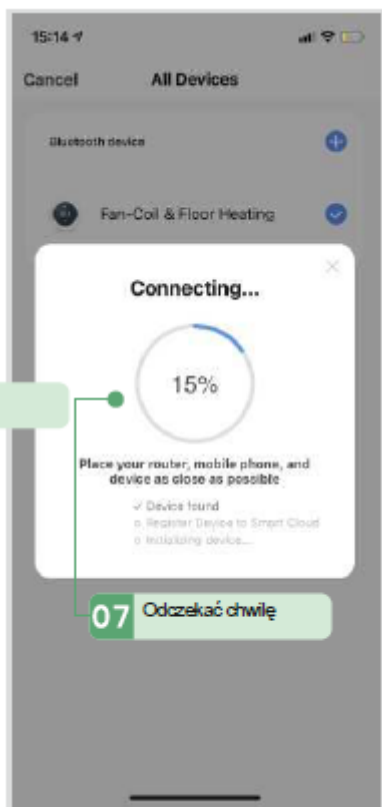 15:14
Cancel All Devices
Bluetooth device
Fan-Coil & Floor Heating
Connecting...
15%
Place your router, mobile phone, and
device as close as possible
✓ Device found
o Register Device to Smart Cloud
o Initializing device...
07 Odczekać chwilę